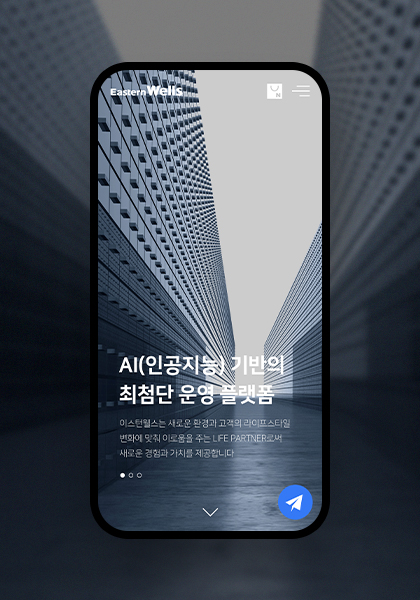 Eastern Wells
N
AI(인공지능) 기반의
최첨단 운영 플랫폼
이스턴웰스는 새로운 환경과 고객의 라이프스타일
변화에 맞춰 이로움을 주는 LIFE PARTNER로써
새로운 경험과 가치를 제공합니다